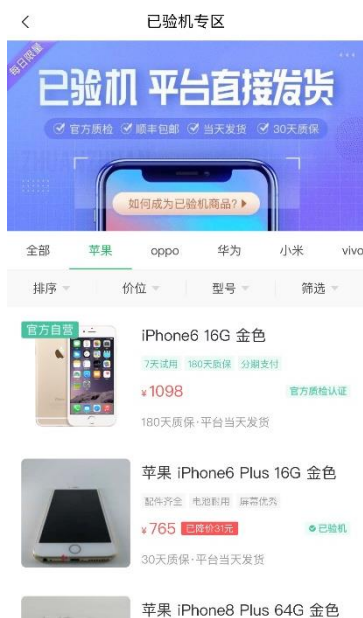 已验机专区
每日限量
已验机 平台直接发货
官方质检 顺丰包邮 当天发货 30天质保
如何成为已验机商品?
全部 苹果 oppo 华为 小米 vivo
排序 价位 型号 筛选
官方自营
iPhone6 16G 金色
7天试用 180天质保 分期支付
¥1098 官方质检认证
180天质保·平台当天发货
苹果 iPhone6 Plus 16G 金色
配件齐全 电池耐用 屏幕优秀
¥765 已降价31元 已验机
30天质保·平台当天发货
苹果 iPhone8 Plus 64G 金色